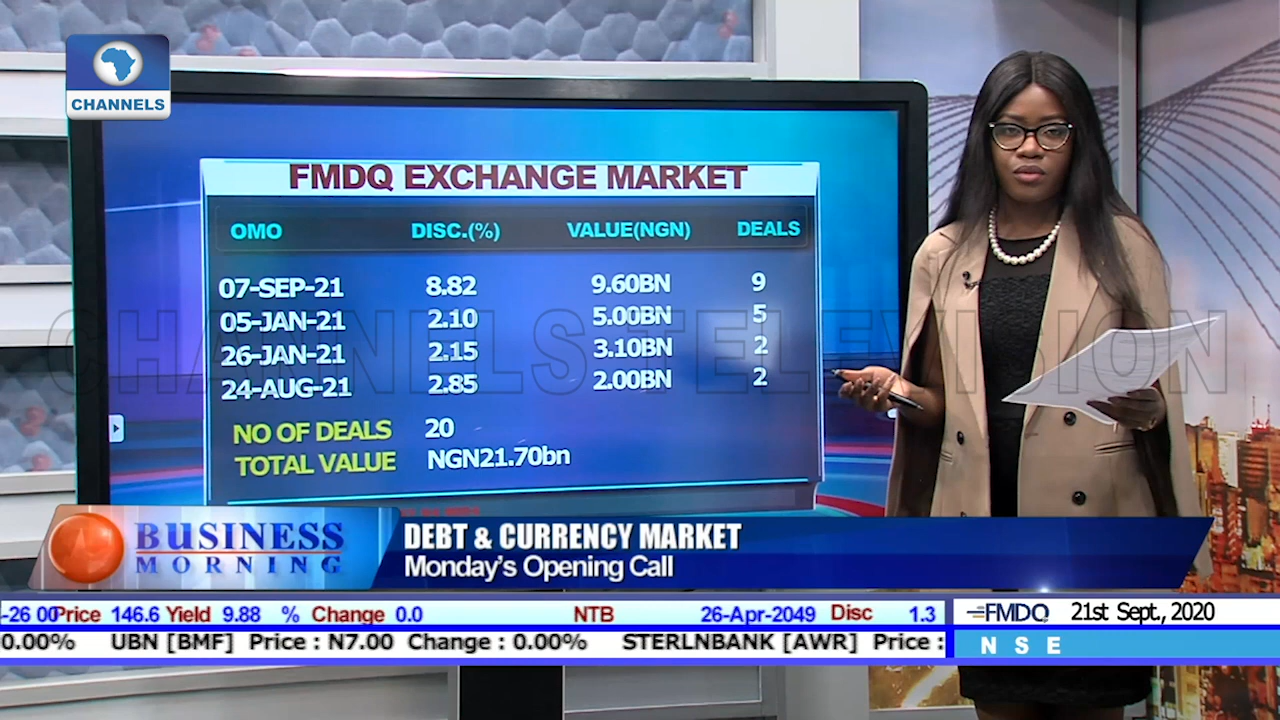 CHANNELS
FMDQ EXCHANGE MARKET
OMO DISC.(%) VALUE(NGN) DEALS
07-SEP-21 8.82 9.60BN 9
05-JAN-21 2.10 5.00BN 5
26-JAN-21 2.15 3.10BN 2
24-AUG-21 2.85 2.00BN 2
NO OF DEALS 20
TOTAL VALUE NGN21.70bn
CHANNELS TELEVISION
BUSINESS
MORNING
DEBT & CURRENCY MARKET
Monday's Opening Call
-26 00Price 146.6 Yield 9.88 % Change 0.0 NTB 26-Apr-2049 Disc 1.3
FMDQ 21st Sept., 2020
0.00% UBN [BMF] Price : N7.00 Change : 0.00% STERLNBANK [AWR] Price :
NSE